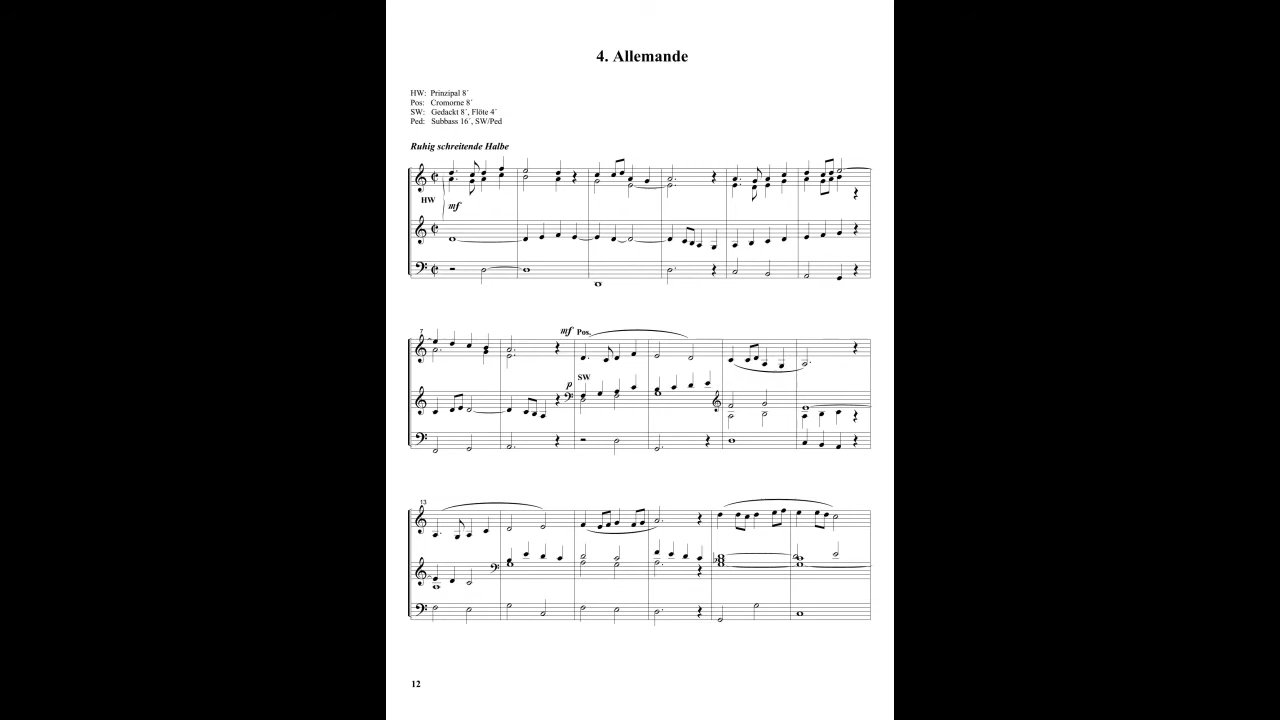 4. Allemande
HW: Prinzipal 8´
Pos: Cromorne 8´
SW: Gedackt 8´, Flöte 4´
Ped: Subbass 16´, SW/Ped
Ruhig schreitende Halbe
HW
mf
7
mf Pos.
SW
p
13
12